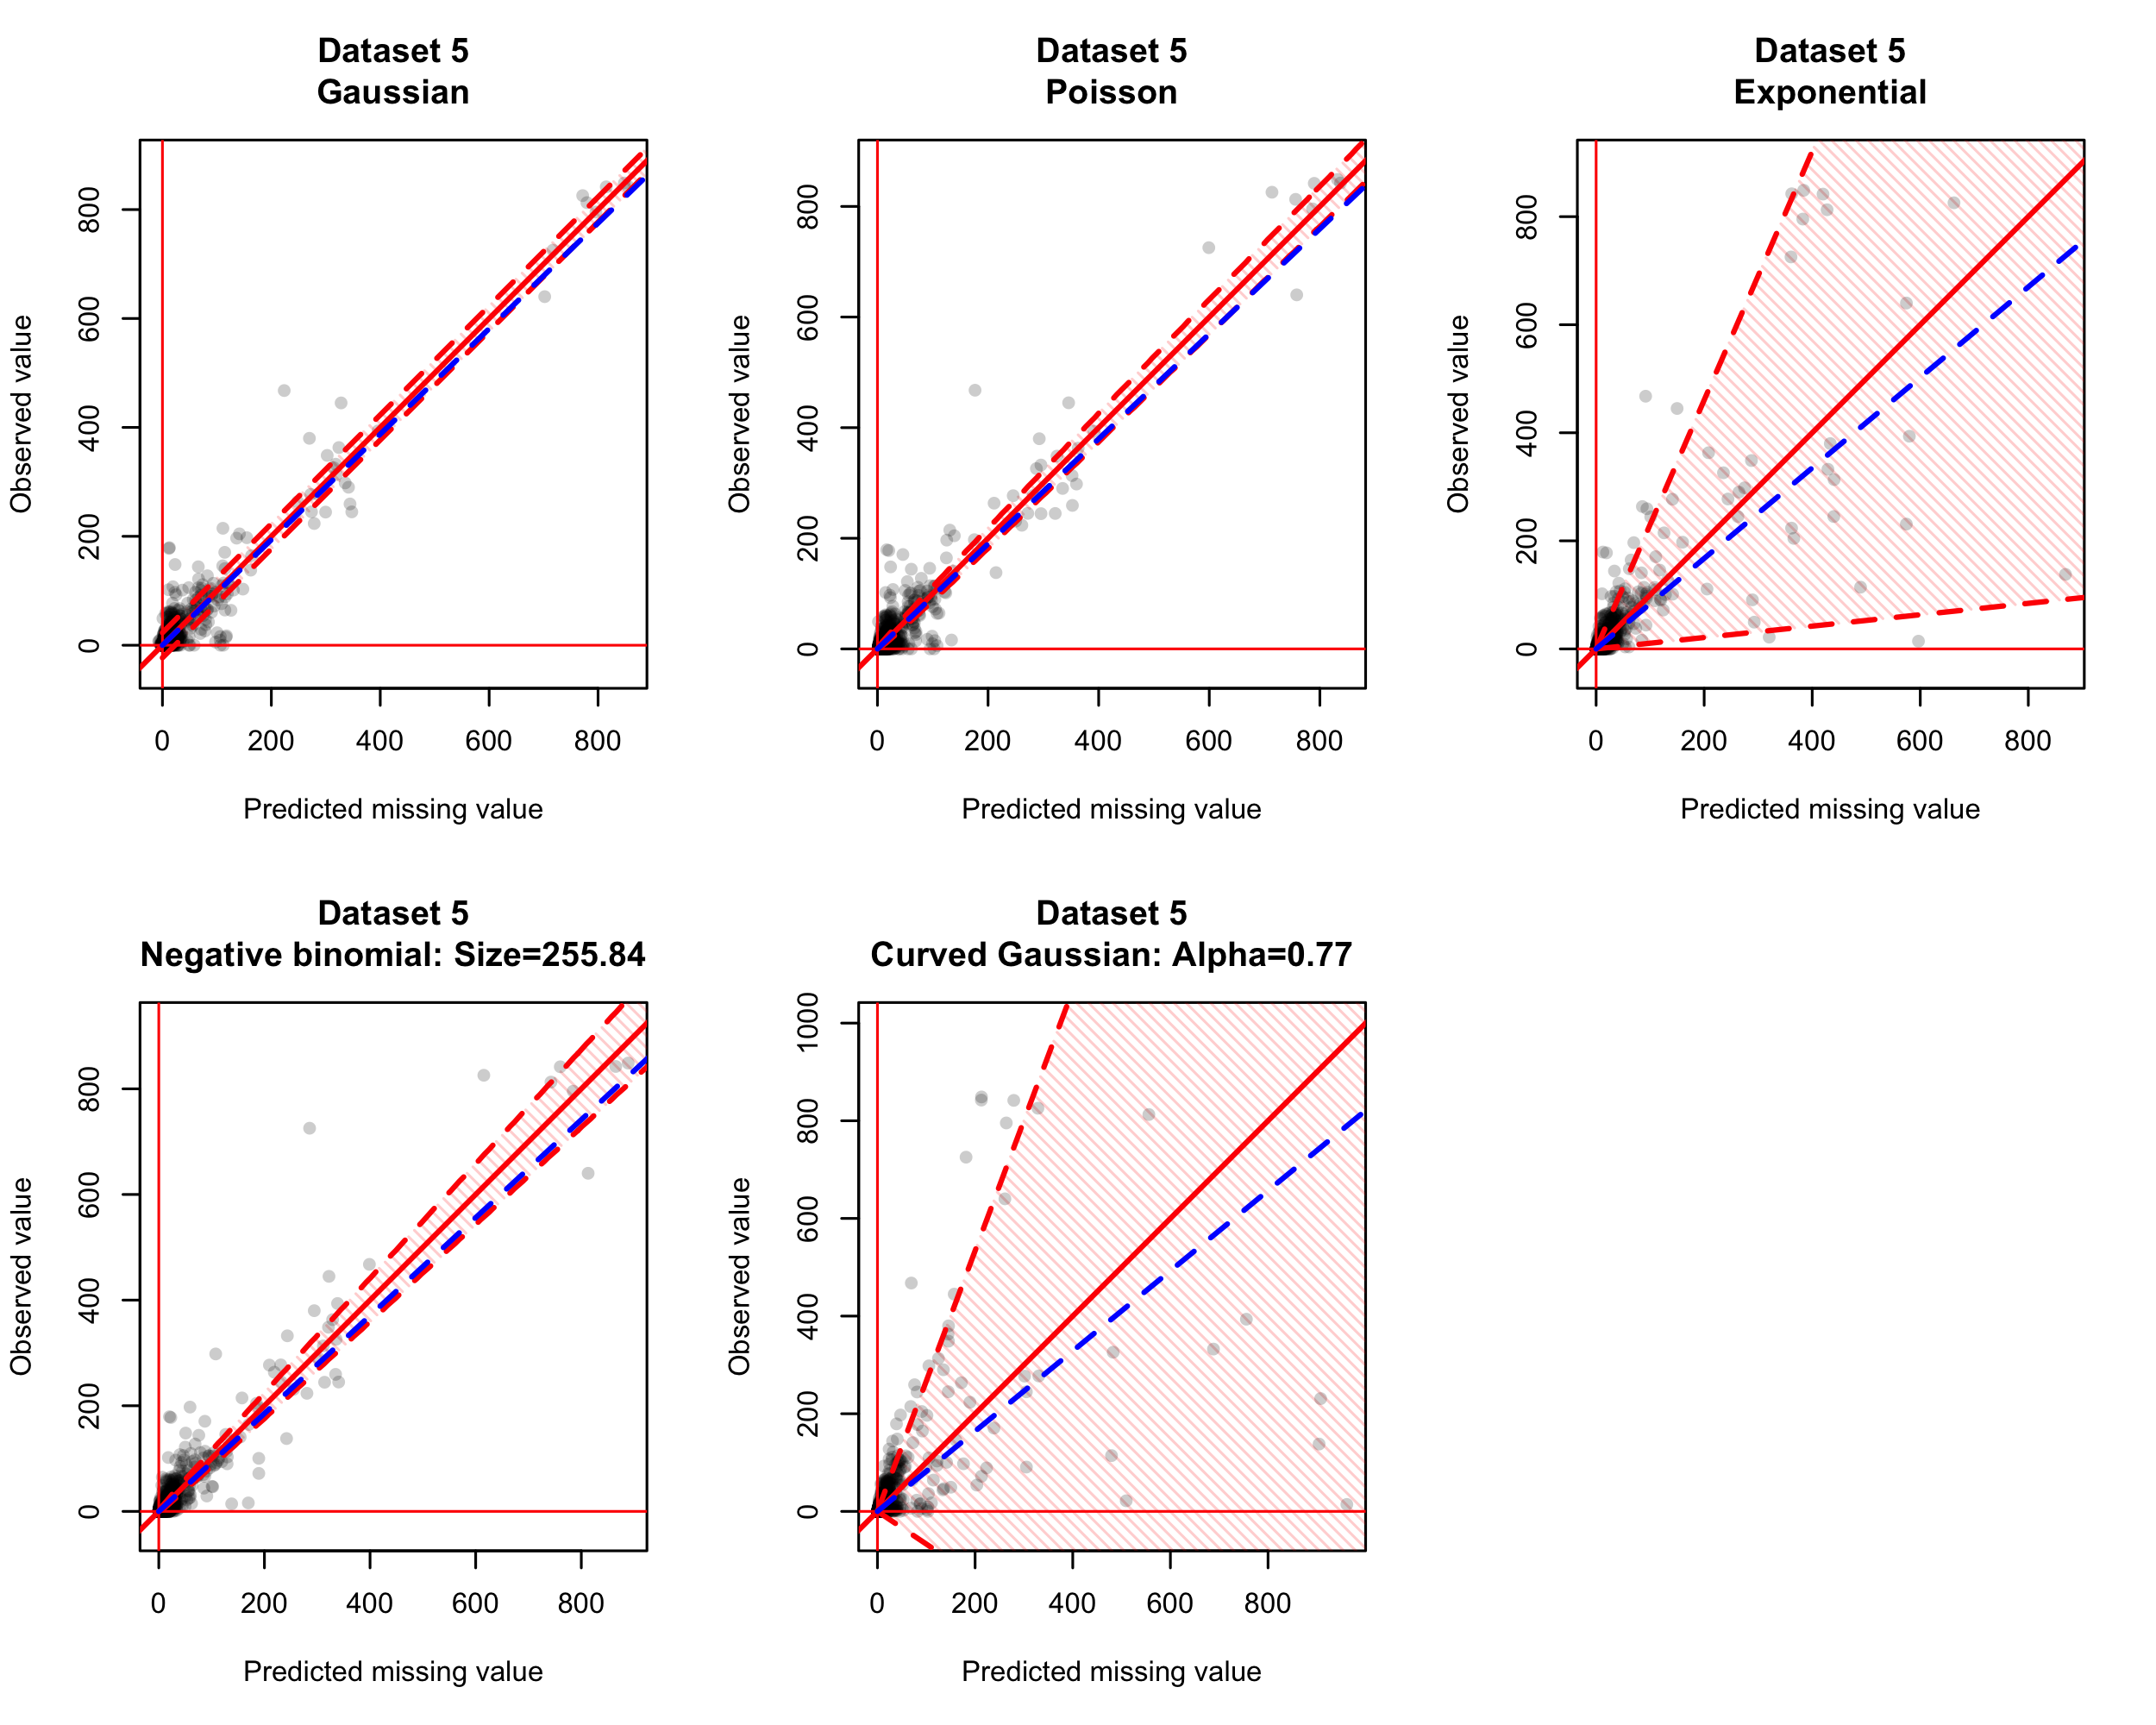 Dataset 5
Gaussian
Observed value
800
600
400
200
0
0 200 400 600 800
Predicted missing value
Dataset 5
Poisson
Observed value
800
600
400
200
0
0 200 400 600 800
Predicted missing value
Dataset 5
Exponential
Observed value
800
600
400
200
0
0 200 400 600 800
Predicted missing value
Dataset 5
Negative binomial: Size=255.84
Observed value
800
600
400
200
0
0 200 400 600 800
Predicted missing value
Dataset 5
Curved Gaussian: Alpha=0.77
Observed value
1000
800
600
400
200
0
0 200 400 600 800
Predicted missing value